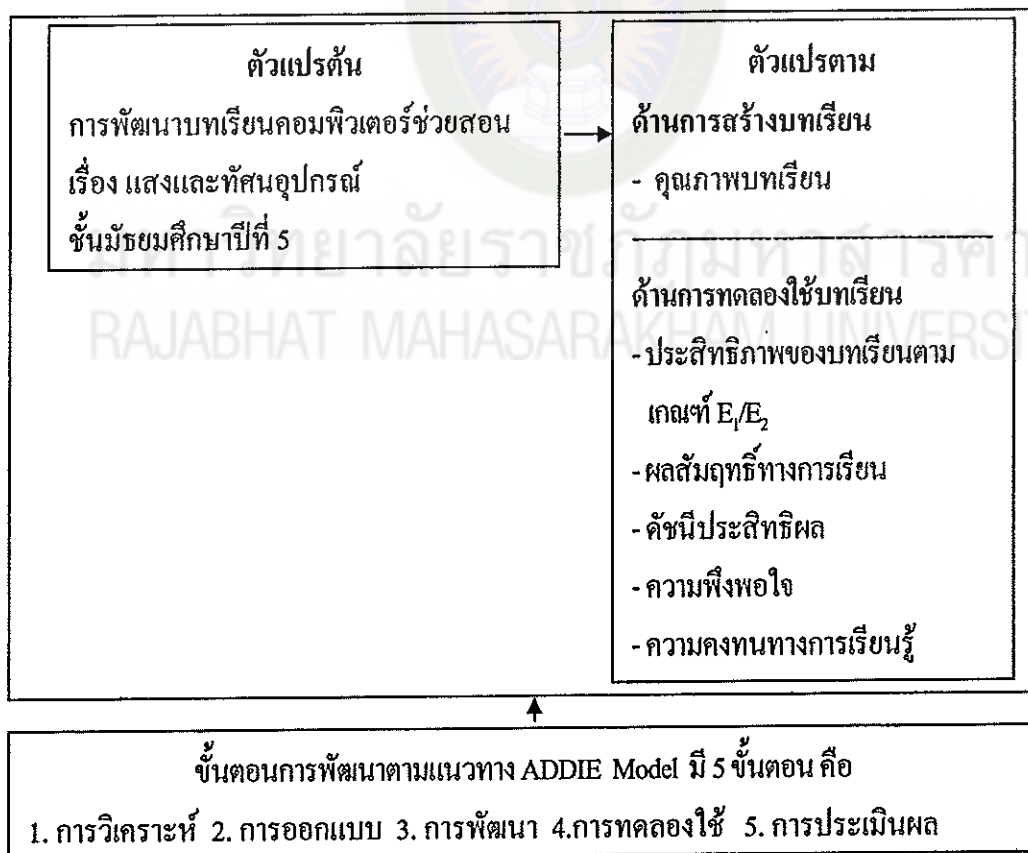 ตัวแปรต้น
การพัฒนาบทเรียนคอมพิวเตอร์ช่วยสอน
เรื่อง แสงและทัศนอุปกรณ์
ชั้นมัธยมศึกษาปีที่ 5
ตัวแปรตาม
ด้านการสร้างบทเรียน
- คุณภาพบทเรียน
ด้านการทดลองใช้บทเรียน
- ประสิทธิภาพของบทเรียนตาม
เกณฑ์ E₁/E₂
- ผลสัมฤทธิ์ทางการเรียน
- ดัชนีประสิทธิผล
- ความพึงพอใจ
- ความคงทนทางการเรียนรู้
RAJABHAT MAHASARAKHAM UNIVERSI
ขั้นตอนการพัฒนาตามแนวทาง ADDIE Model มี 5 ขั้นตอน คือ
1. การวิเคราะห์ 2. การออกแบบ 3. การพัฒนา 4.การทดลองใช้ 5. การประเมินผล